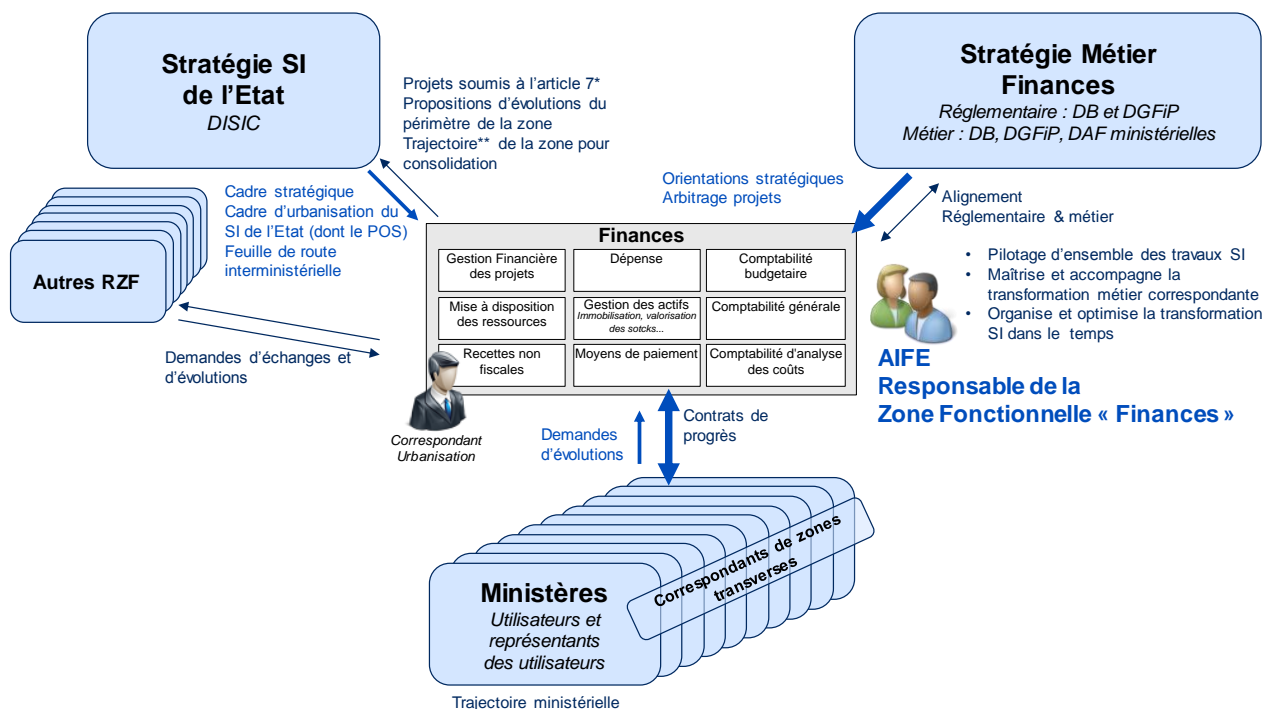 Stratégie SI
de l'Etat
DISIC
Stratégie Métier
Finances
Réglementaire : DB et DGFiP
Métier : DB, DGFiP, DAF ministérielles
Projets soumis à l'article 7*
Propositions d'évolutions du
périmètre de la zone
Trajectoire** de la zone pour
consolidation
Cadre stratégique
Cadre d'urbanisation du
SI de l'Etat (dont le POS)
Feuille de route
interministérielle
Orientations stratégiques
Arbitrage projets
Alignement
Réglementaire & métier
Autres RZF
Demandes d'échanges et
d'évolutions
Finances
Gestion Financière
des projets
Dépense
Comptabilité
budgetaire
Mise à disposition
des ressources
Gestion des actifs
Immobilisation, valorisation
des sotcks...
Comptabilité générale
Recettes non
fiscales
Moyens de paiement
Comptabilité d'analyse
des coûts
• Pilotage d'ensemble des travaux SI
• Maîtrise et accompagne la
transformation métier correspondante
• Organise et optimise la transformation
SI dans le temps
AIFE
Responsable de la
Zone Fonctionnelle « Finances »
Correspondant
Urbanisation
Demandes
d'évolutions
Contrats de
progrès
Correspondants de zones
transverses
Ministères
Utilisateurs et
représentants
des utilisateurs
Trajectoire ministérielle